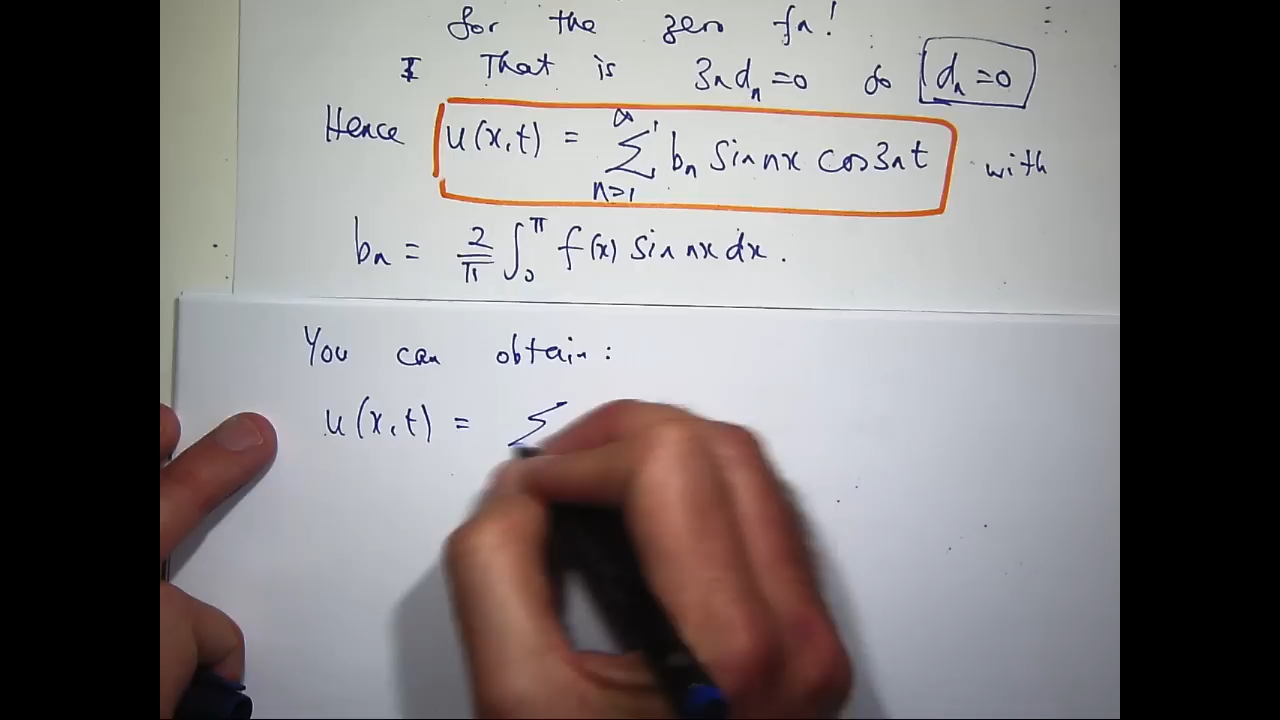 for the zero fn!
I That is 3nd_n = 0 so d_n = 0
Hence u(x,t) = ∑_{n=1}^{∞} b_n sin nx cos 3nt with
b_n = 2/π ∫_0^π f(x) sin nx dx.
You can obtain:
u(x,t) = ∑